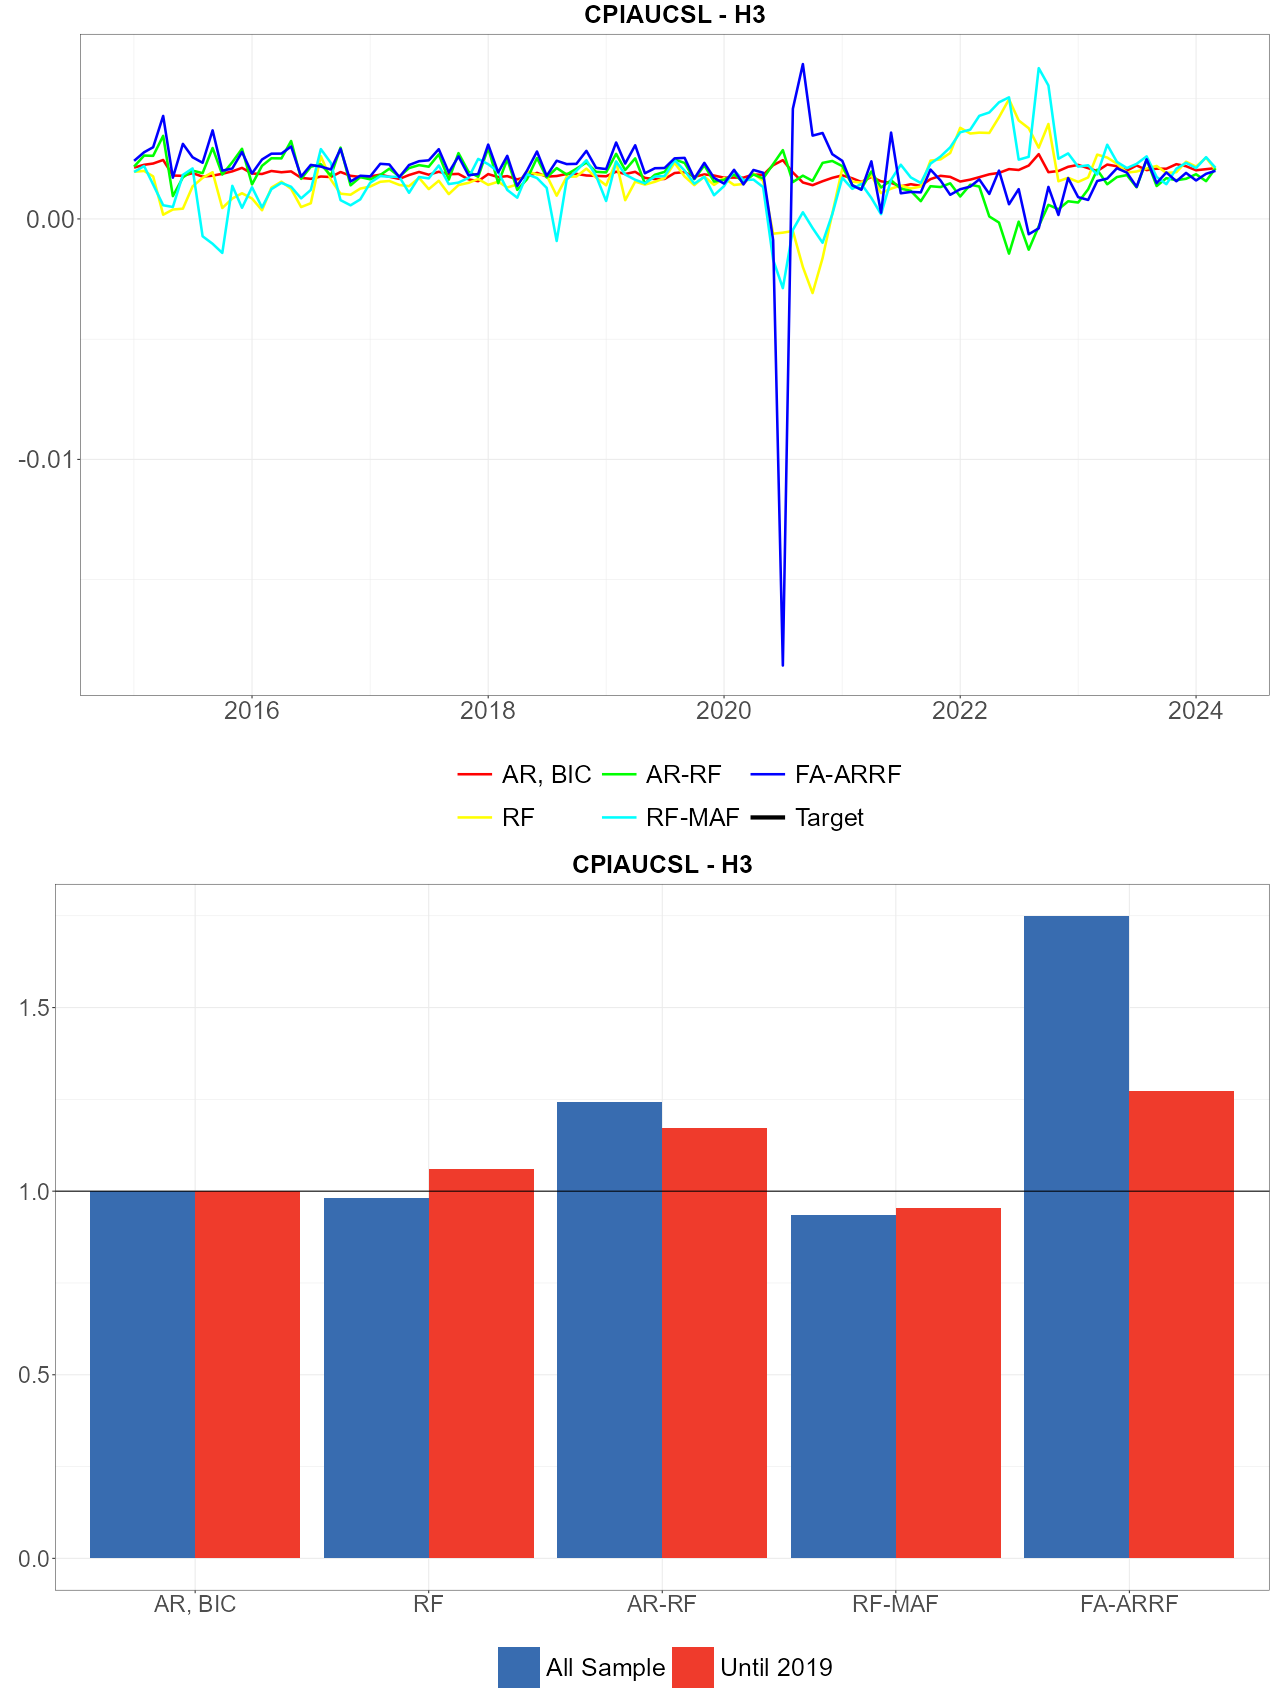 CPIAUCSL - H3
0.00
-0.01
2016 2018 2020 2022 2024
AR, BIC AR-RF FA-ARRF
RF RF-MAF Target
CPIAUCSL - H3
1.5
1.0
0.5
0.0
AR, BIC RF AR-RF RF-MAF FA-ARRF
All Sample Until 2019